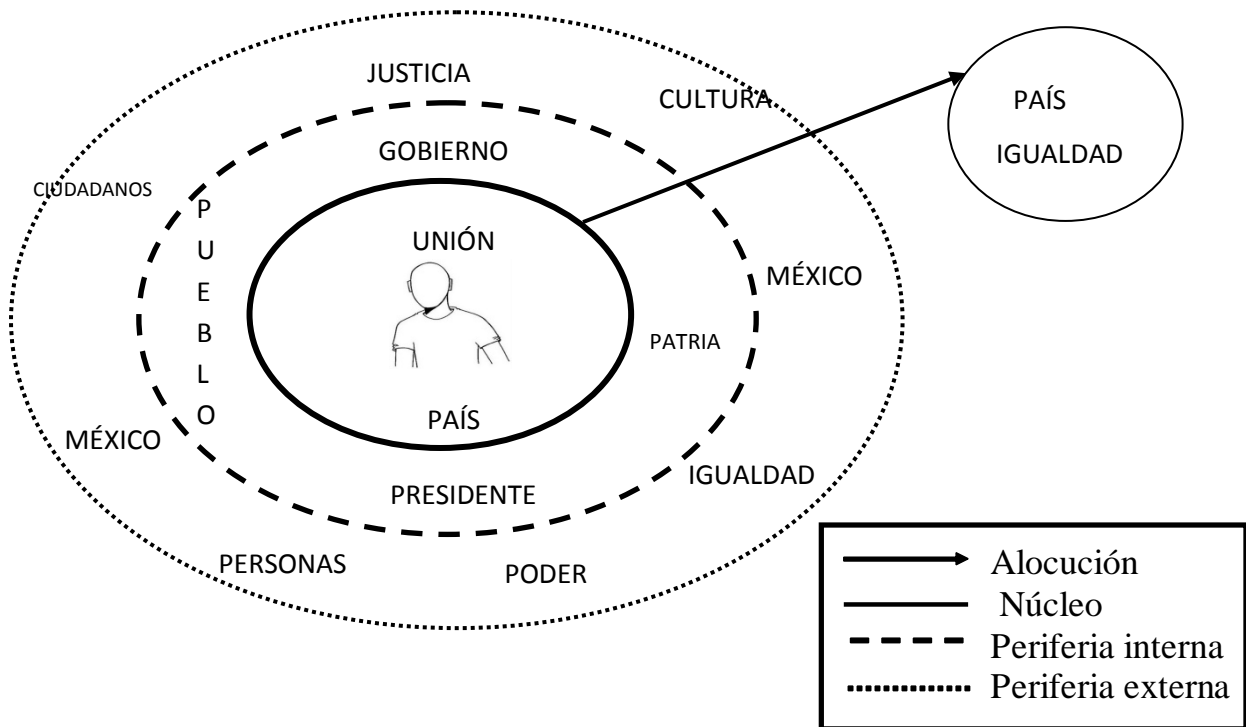 JUSTICIA
CULTURA
GOBIERNO
CIUDADANOS
PUEBLO
UNIÓN
MÉXICO
PATRIA
PAÍS
MÉXICO
IGUALDAD
PRESIDENTE
PERSONAS
PODER
PAÍS
IGUALDAD
Alocución
Núcleo
Periferia interna
Periferia externa